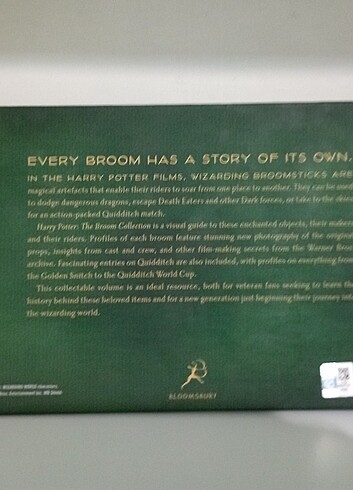 EVERY BROOM HAS A STORY OF ITS OWN.
IN THE HARRY POTTER FILMS, WIZARDING BROOMSTICKS ARE
magical artefacts that enable their riders to soar from one place to another. They can be used
to dodge dangerous dragons, escape Death Eaters and other Dark forces, or take to the skies
for an action-packed Quidditch match.
Harry Potter: The Broom Collection is a visual guide to these enchanted objects, their makers
and their riders. Profiles of each broom feature stunning new photography of the original
props, insights from cast and crew, and other film-making secrets from the Warner Bros.
archive. Fascinating entries on Quidditch are also included, with profiles on everything from
the Golden Snitch to the Quidditch World Cup.
This collectable volume is an ideal resource, both for veteran fans seeking to learn the
history behind these beloved items and for a new generation just beginning their journey into
the wizarding world.
WIZARDING WORLD characters,
Entertainment Inc.
BLOOMSBURY